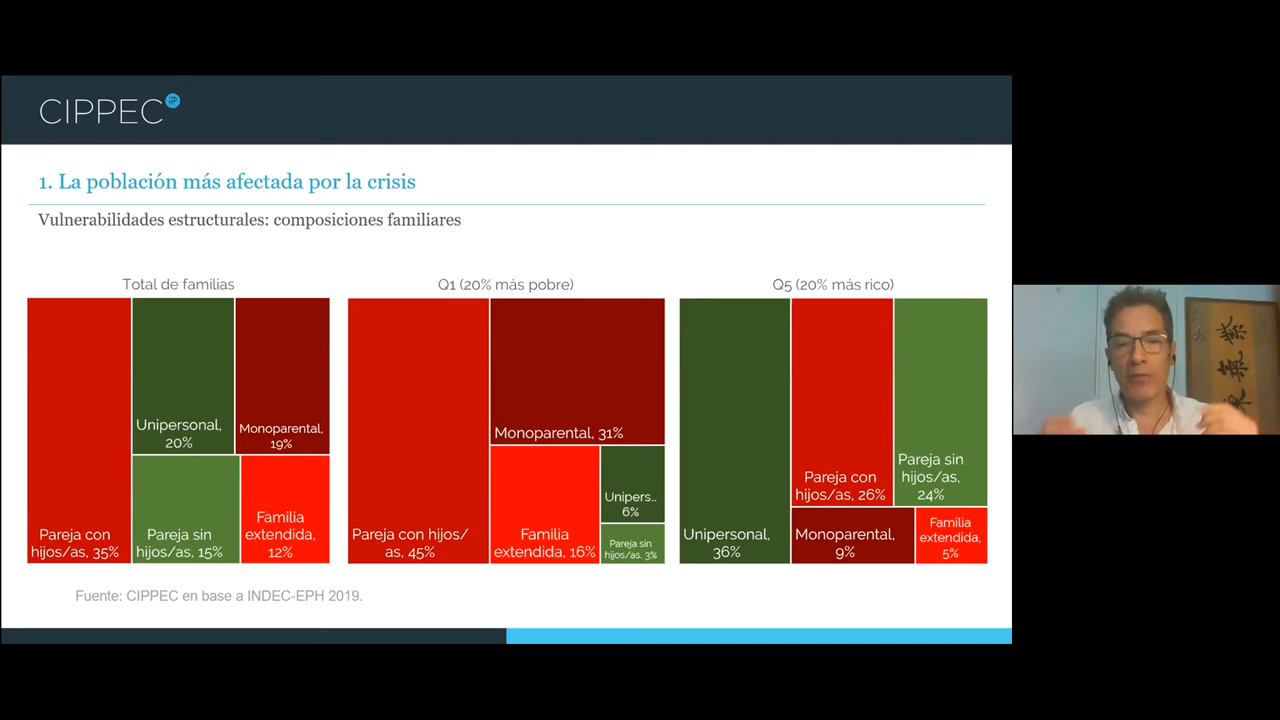 CIPPEC
1. La población más afectada por la crisis
Vulnerabilidades estructurales: composiciones familiares
Total de familias
Pareja con
hijos/as, 35%
Unipersonal,
20%
Monoparental,
19%
Pareja sin
hijos/as, 15%
Familia
extendida,
12%
Q1 (20% más pobre)
Pareja con hijos/
as, 45%
Monoparental, 31%
Familia
extendida, 16%
Unipers...
6%
Pareja sin
hijos/as, 3%
Q5 (20% más rico)
Unipersonal,
36%
Pareja con
hijos/as, 26%
Pareja sin
hijos/as,
24%
Monoparental,
9%
Familia
extendida,
5%
Fuente: CIPPEC en base a INDEC-EPH 2019.